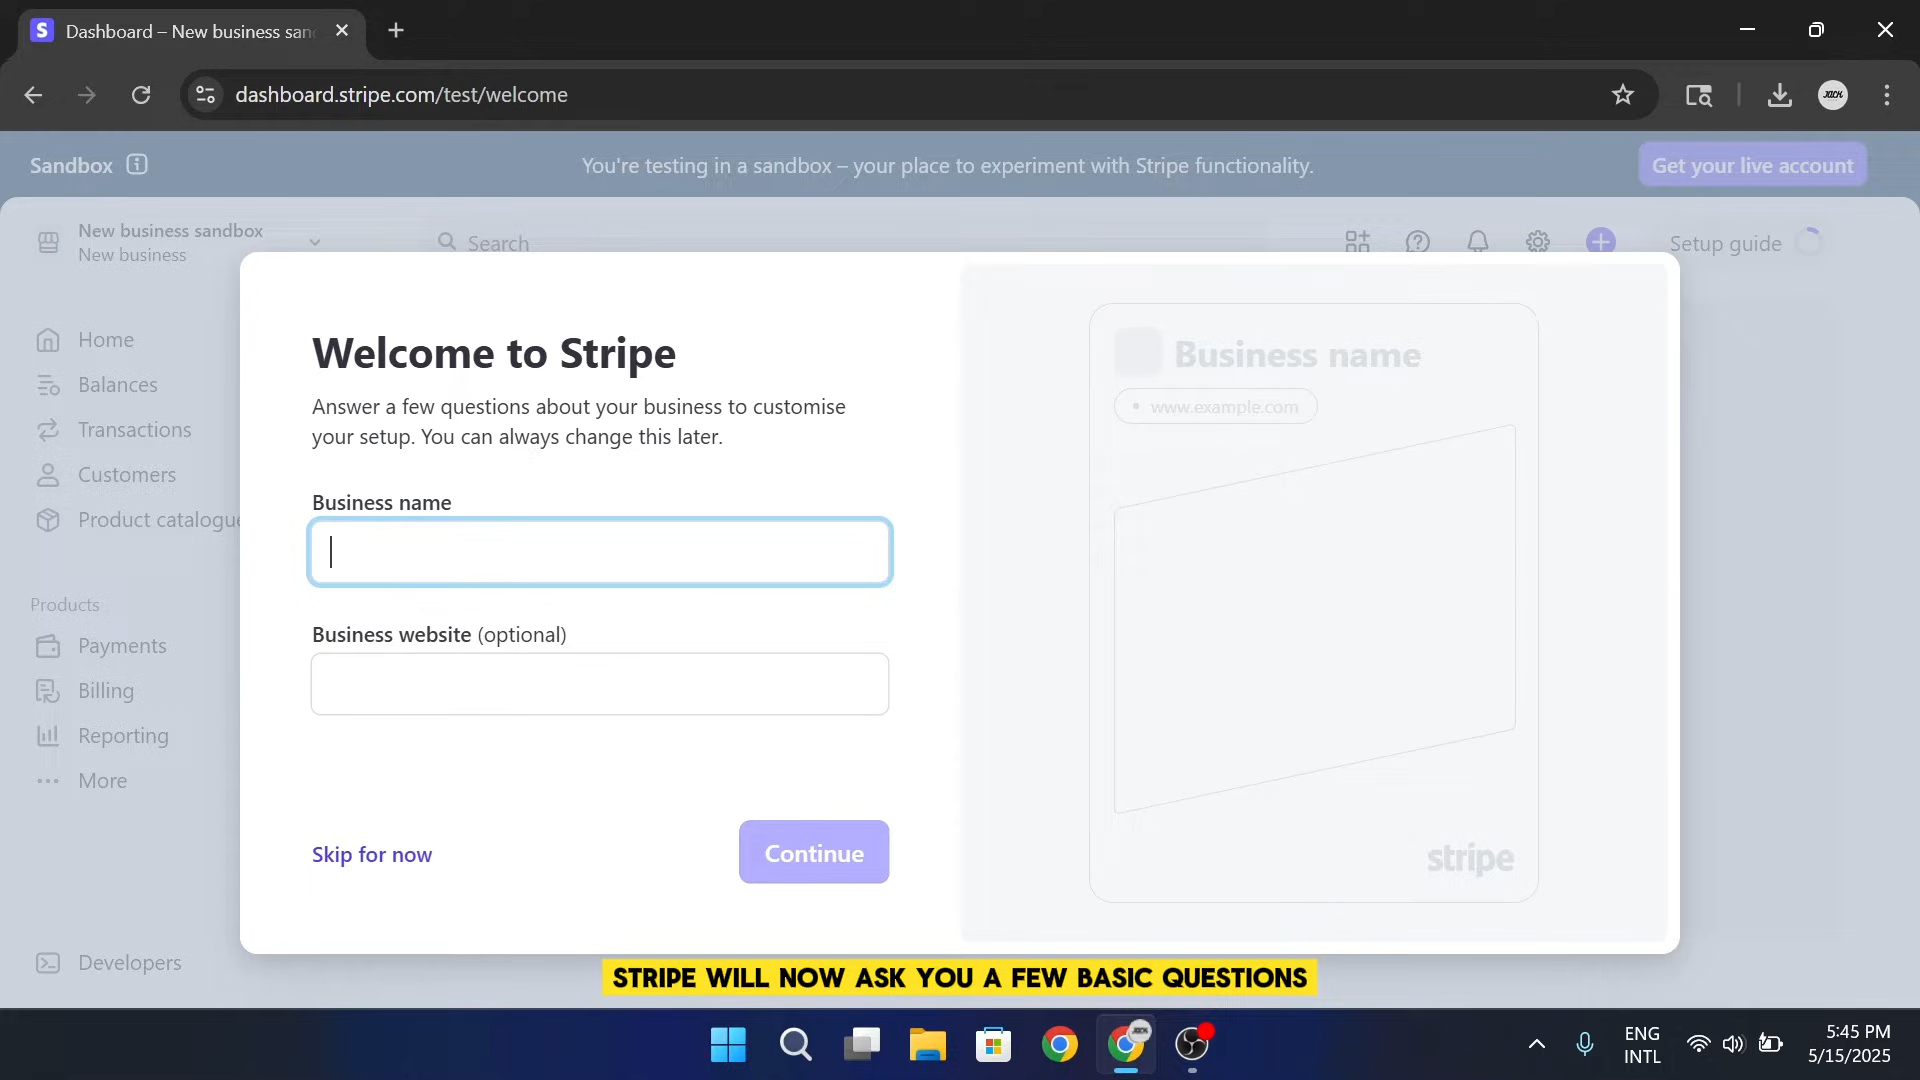 Dashboard – New business san
dashboard.stripe.com/test/welcome
JACK
Sandbox
You're testing in a sandbox – your place to experiment with Stripe functionality.
Get your live account
New business sandbox
New business
Search
Setup guide
Home
Balances
Transactions
Customers
Product catalogue
Products
Payments
Billing
Reporting
More
Developers
Welcome to Stripe
Answer a few questions about your business to customise
your setup. You can always change this later.
Business name
Business website (optional)
Skip for now
Continue
Business name
www.example.com
stripe
STRIPE WILL NOW ASK YOU A FEW BASIC QUESTIONS
JACK
ENG
INTL
5:45 PM
5/15/2025